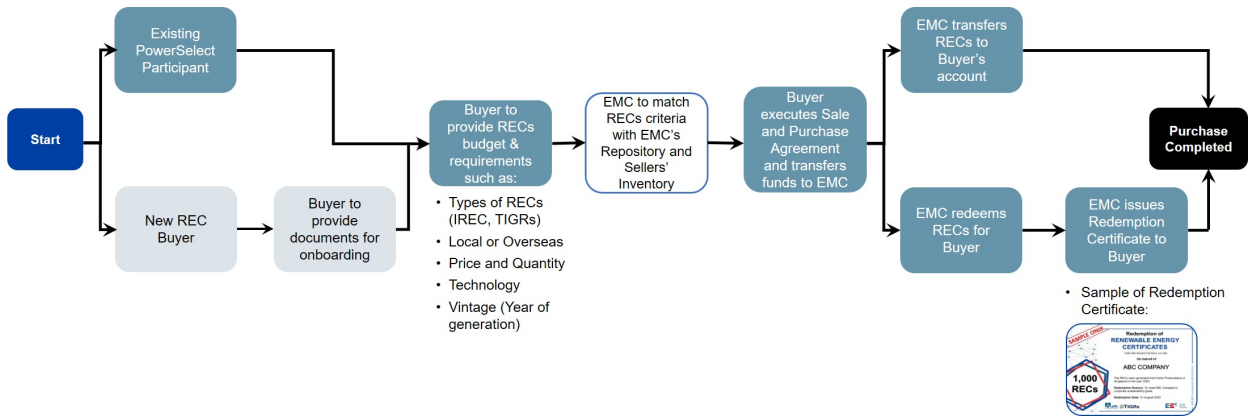 Existing
PowerSelect
Participant
Start
New REC
Buyer
Buyer to
provide
documents for
onboarding
Buyer to
provide RECs
budget &
requirements
such as:
• Types of RECs
(IREC, TIGRs)
• Local or Overseas
• Price and Quantity
• Technology
• Vintage (Year of
generation)
EMC to match
RECs criteria
with EMC's
Repository and
Sellers'
Inventory
Buyer
executes Sale
and Purchase
Agreement
and transfers
funds to EMC
EMC transfers
RECs to
Buyer's
account
EMC redeems
RECs for
Buyer
EMC issues
Redemption
Certificate to
Buyer
Purchase
Completed
• Sample of Redemption
Certificate:
SAMPLE ONLY
Redemption of
RENEWABLE ENERGY
CERTIFICATES
On behalf of
ABC COMPANY
1,000
RECs
TIGRs